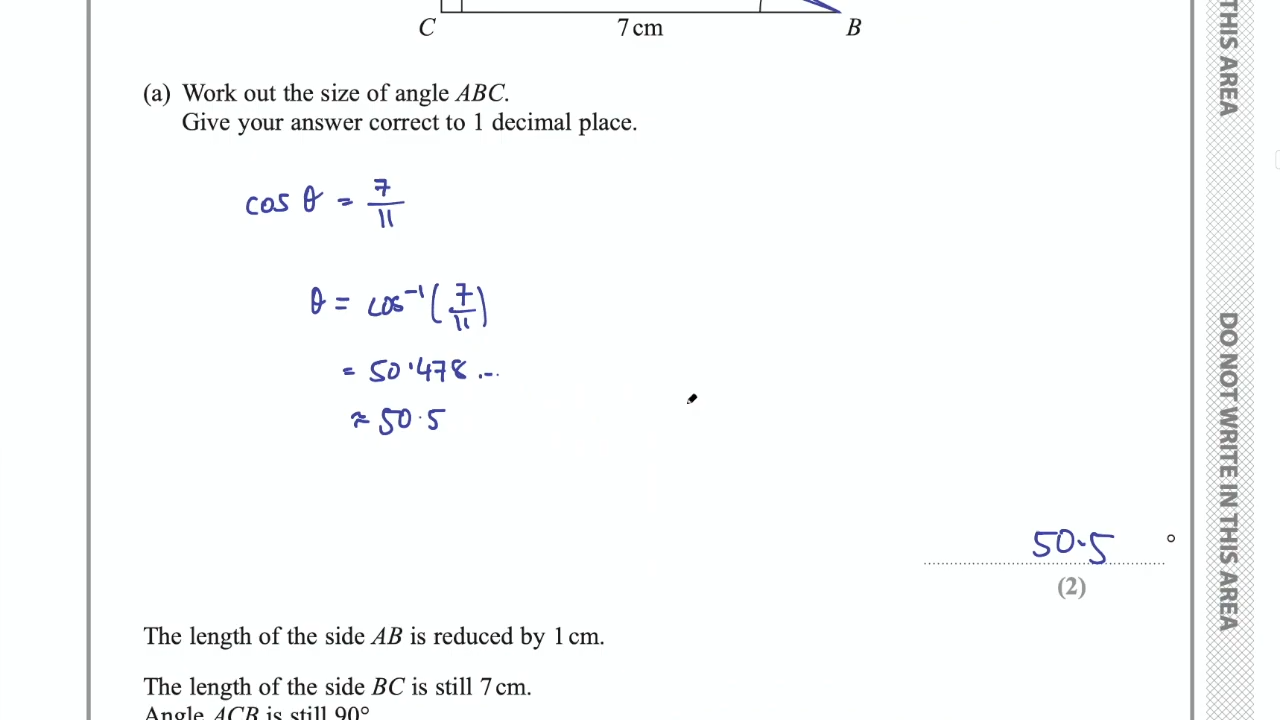 C 7 cm B
(a) Work out the size of angle ABC.
Give your answer correct to 1 decimal place.
cos θ = 7/11
θ = cos⁻¹(7/11)
= 50·478 ...
≈ 50·5
50·5 °
(2)
The length of the side AB is reduced by 1 cm.
The length of the side BC is still 7 cm.
Angle ACB is still 90°
THIS AREA
DO NOT WRITE IN THIS AREA